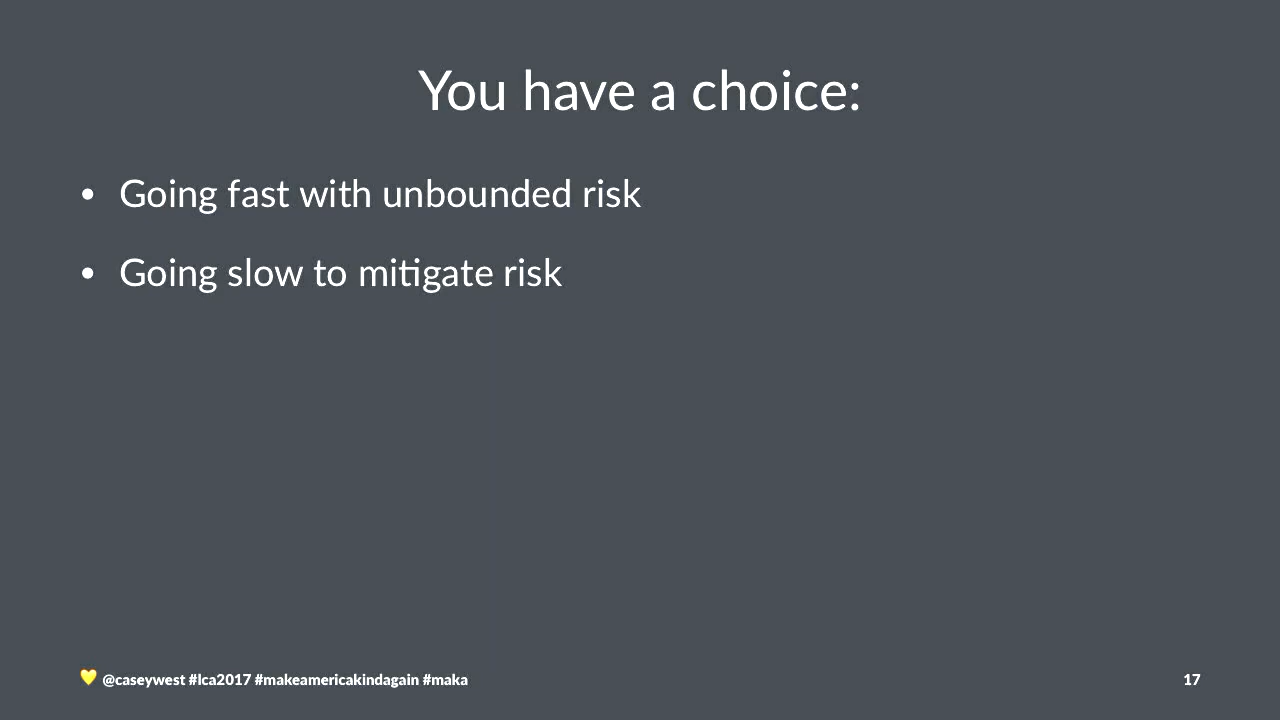 You have a choice:
• Going fast with unbounded risk
• Going slow to mitigate risk
💛 @caseywest #lca2017 #makeamericakindagain #maka
17